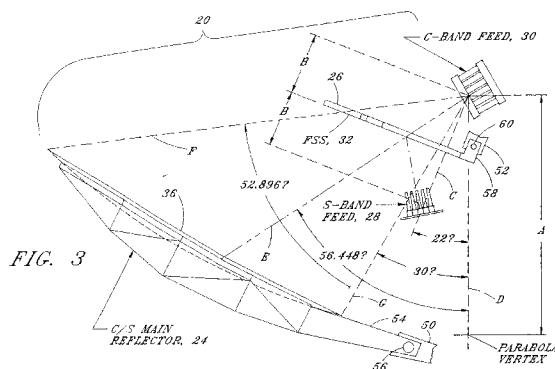 20
C-BAND FEED, 30
B
26
B
FSS, 32
60
52
58
F
52.896?
C
S-BAND
FEED, 28
36
22?
A
E
56.448?
FIG. 3
30?
G
D
54
50
C/S MAIN
REFLECTOR, 24
56
PARABOLA
VERTEX